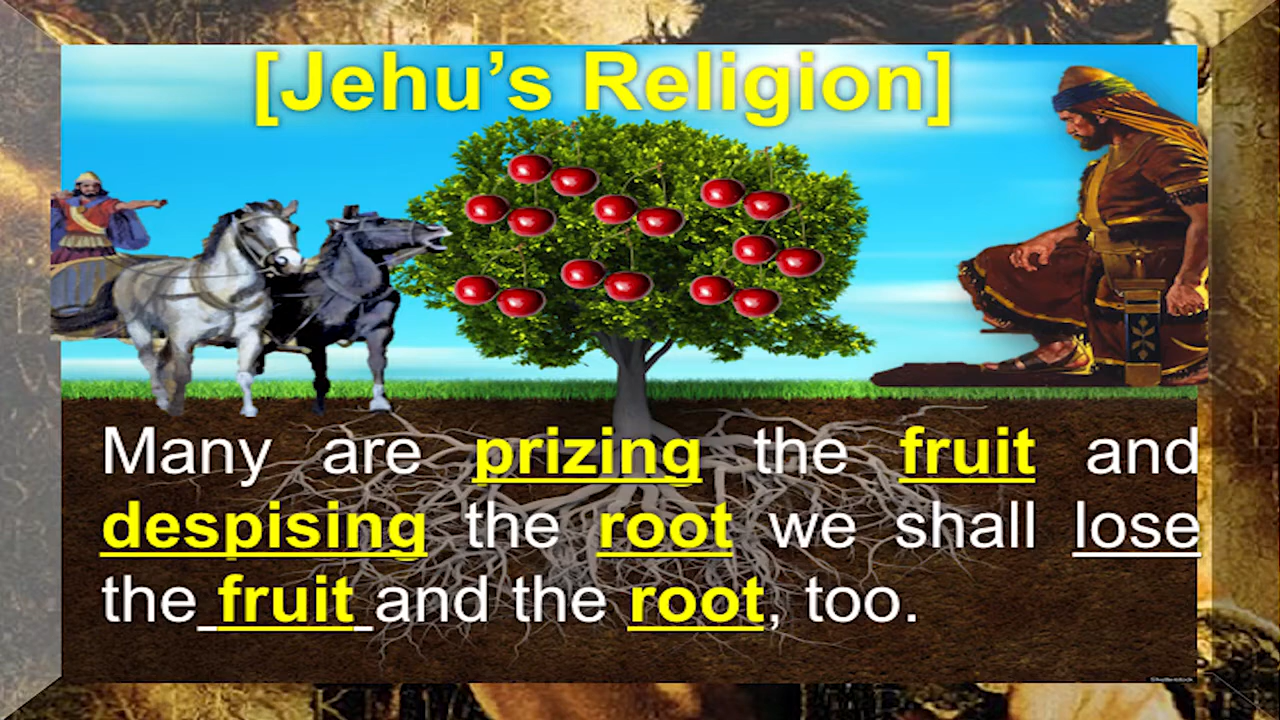 [Jehu’s Religion]
Many are prizing the fruit and
despising the root we shall lose
the fruit and the root, too.